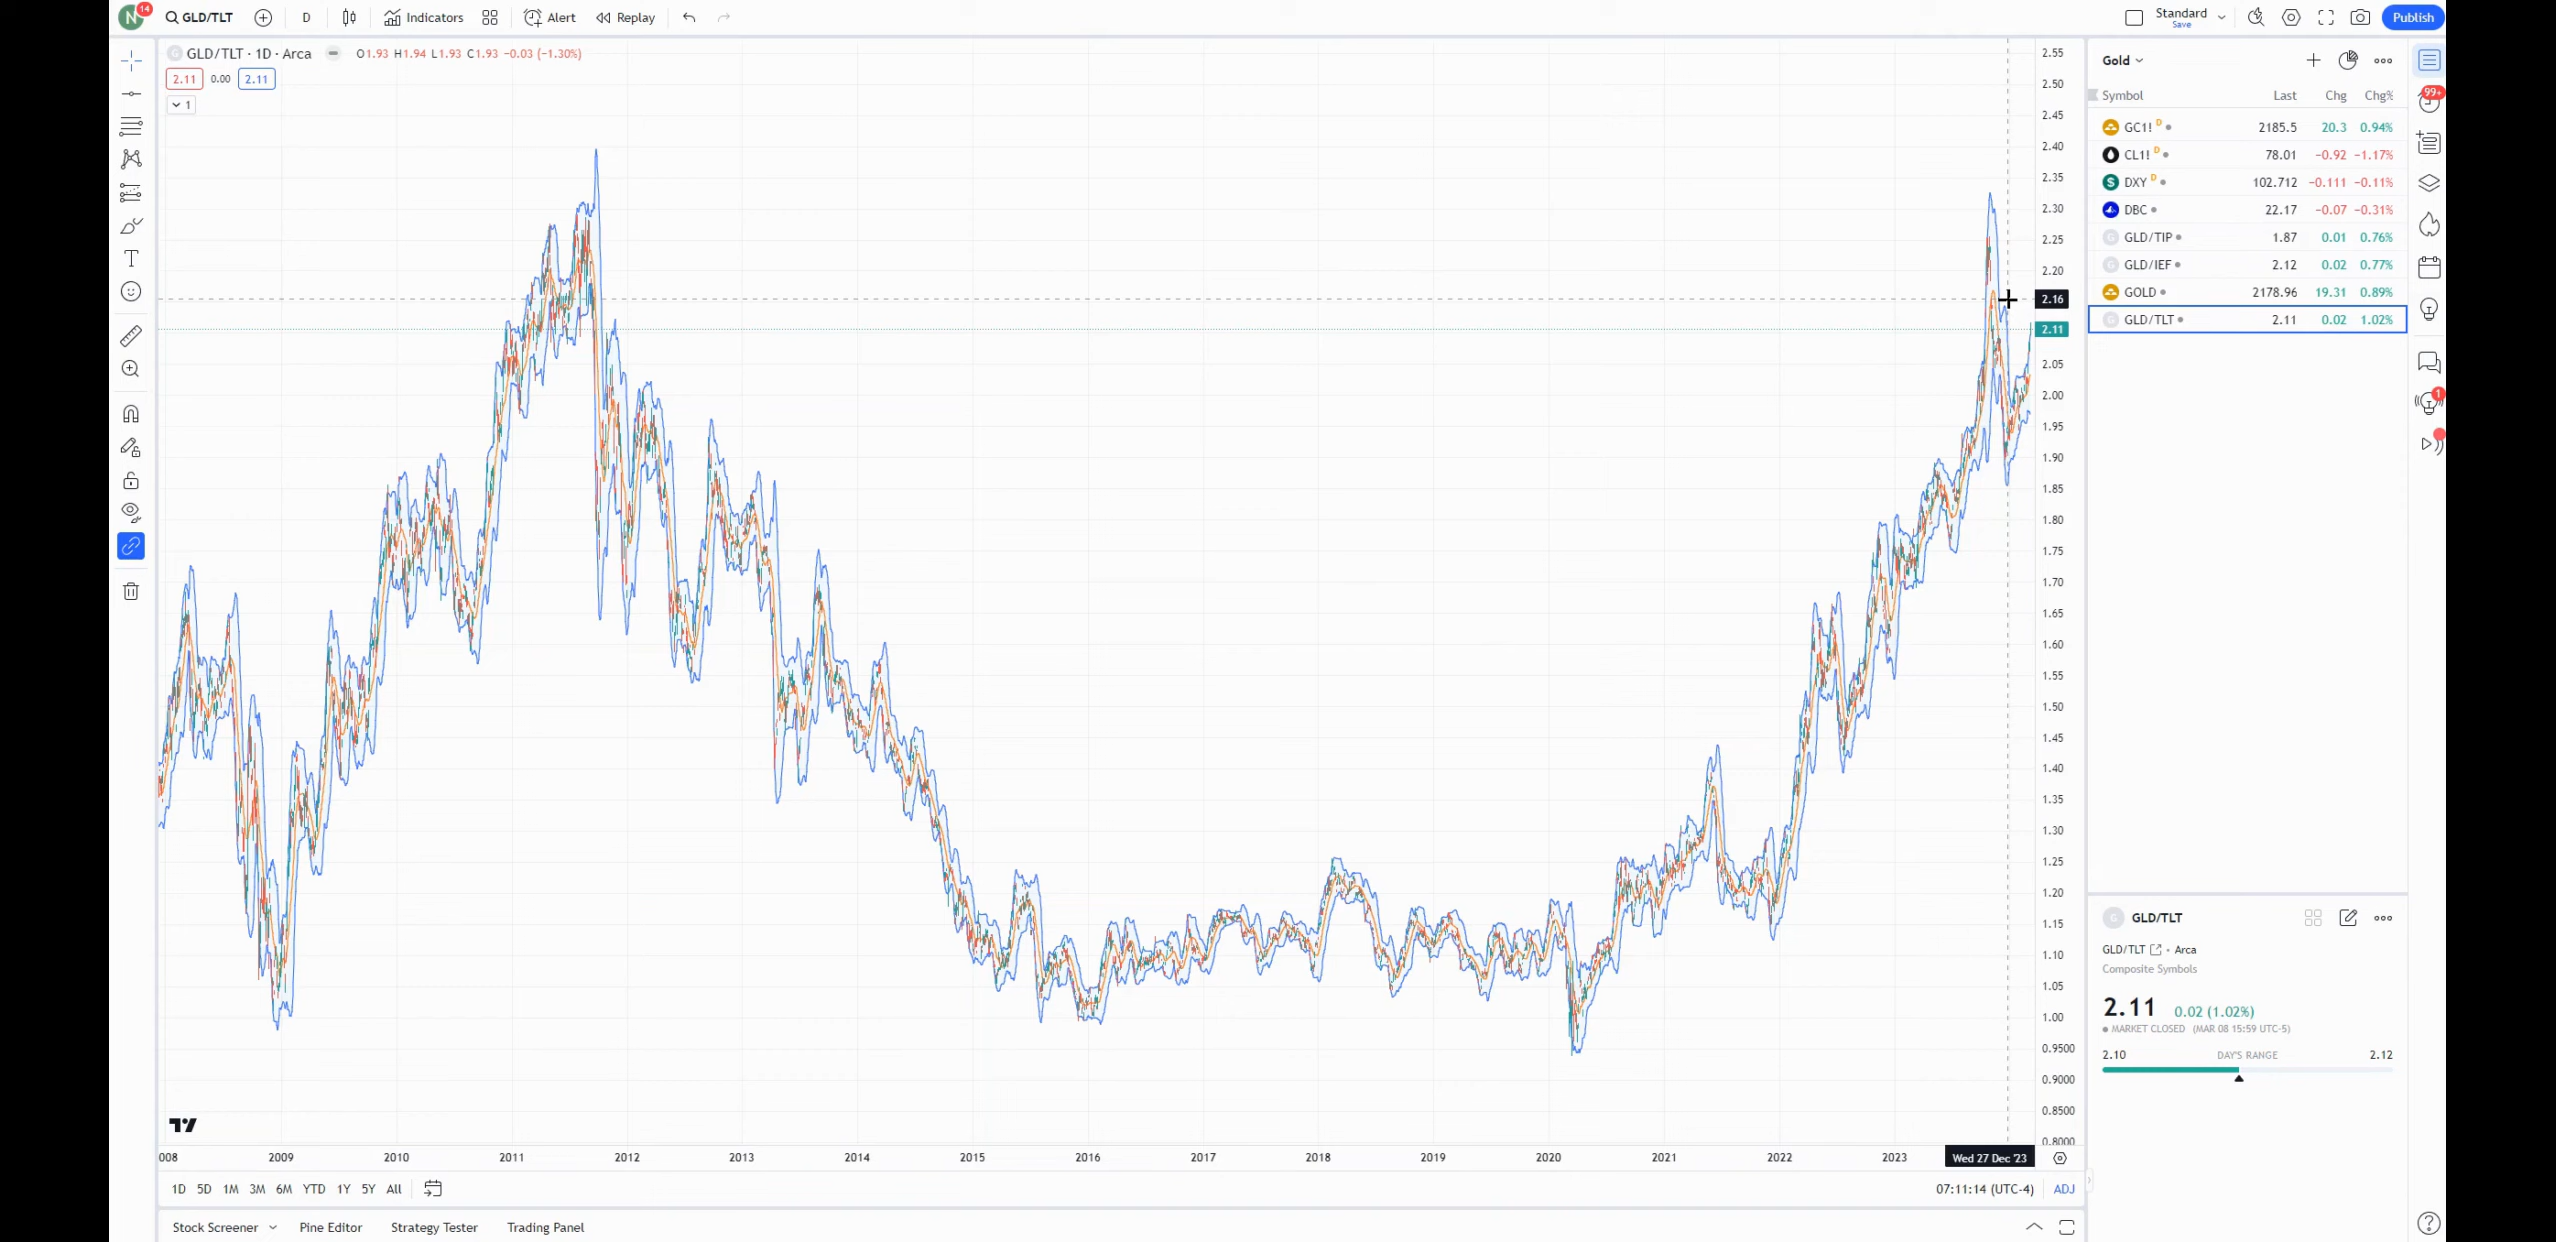 N 14 GLD/TLT D Indicators Alert Replay Standard Save Publish
GLD/TLT · 1D · Arca O1.93 H1.94 L1.93 C1.93 −0.03 (−1.30%)
2.11 0.00 2.11
1
2.55
2.50
2.45
2.40
2.35
2.30
2.25
2.20
2.16
2.11
2.05
2.00
1.95
1.90
1.85
1.80
1.75
1.70
1.65
1.60
1.55
1.50
1.45
1.40
1.35
1.30
1.25
1.20
1.15
1.10
1.05
1.00
0.9500
0.9000
0.8500
0.8000
008 2009 2010 2011 2012 2013 2014 2015 2016 2017 2018 2019 2020 2021 2022 2023 Wed 27 Dec '23
1D 5D 1M 3M 6M YTD 1Y 5Y All 07:11:14 (UTC-4) ADJ
Stock Screener Pine Editor Strategy Tester Trading Panel
Gold
99+
Symbol Last Chg Chg%
GC1! D 2185.5 20.3 0.94%
CL1! D 78.01 −0.92 −1.17%
DXY D 102.712 −0.111 −0.11%
DBC 22.17 −0.07 −0.31%
GLD/TIP 1.87 0.01 0.76%
GLD/IEF 2.12 0.02 0.77%
GOLD 2178.96 19.31 0.89%
GLD/TLT 2.11 0.02 1.02%
1
G GLD/TLT
GLD/TLT • Arca
Composite Symbols
2.11 0.02 (1.02%)
MARKET CLOSED (MAR 08 15:59 UTC-5)
2.10 DAY'S RANGE 2.12